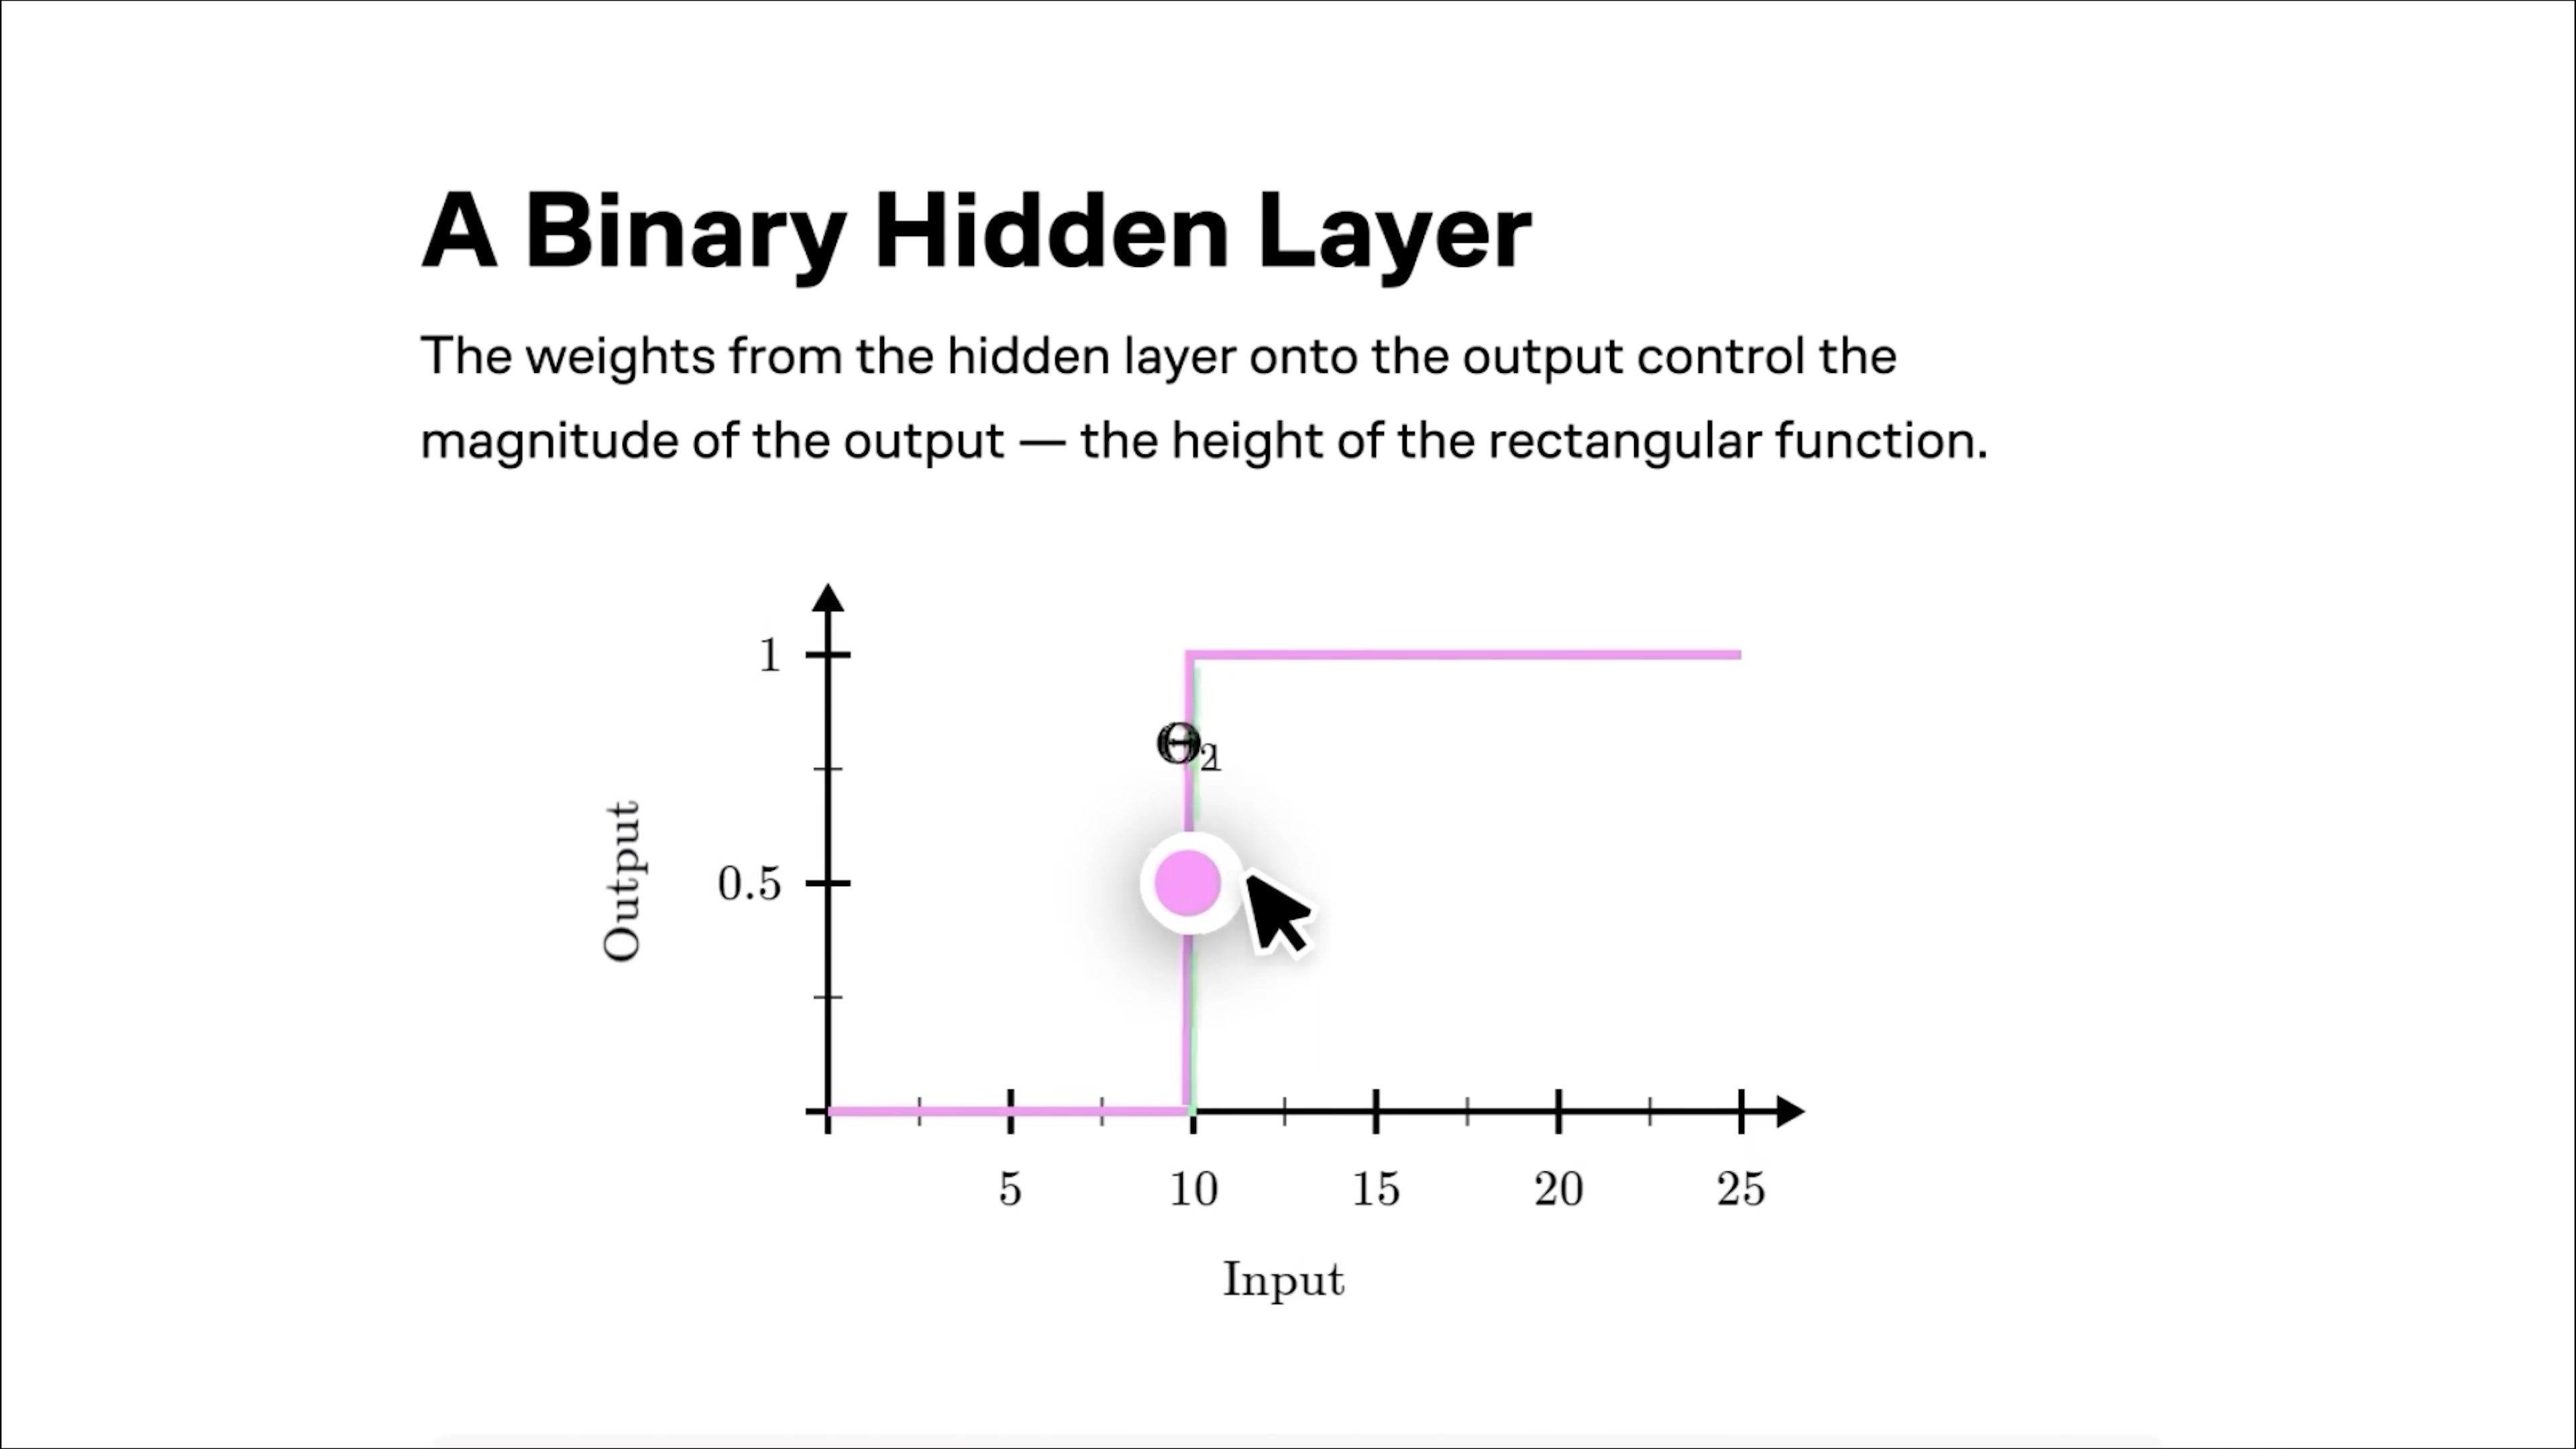 A Binary Hidden Layer
The weights from the hidden layer onto the output control the
magnitude of the output — the height of the rectangular function.
1
0.5
Output
5 10 15 20 25
Input